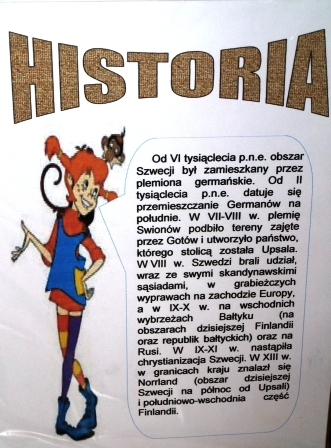 HISTORIA
Od VI tysiąclecia p.n.e. obszar
Szwecji był zamieszkany przez
plemiona germańskie. Od II
tysiąclecia p.n.e. datuje się
przemieszczanie Germanów na
południe. W VII-VIII w. plemię
Swionów podbiło tereny zajęte
przez Gotów i utworzyło państwo,
którego stolicą została Upsala.
W VIII w. Szwedzi brali udział,
wraz ze swymi skandynawskimi
sąsiadami, w grabieżczych
wyprawach na zachodzie Europy,
a w IX-X w. na wschodnich
wybrzeżach Bałtyku (na
obszarach dzisiejszej Finlandii
oraz republik bałtyckich) oraz na
Rusi. W IX-XI w. nastąpiła
chrystianizacja Szwecji. W XIII w.
w granicach kraju znalazł się
Norrland (obszar dzisiejszej
Szwecji na północ od Upsali)
i południowo-wschodnia część
Finlandii.